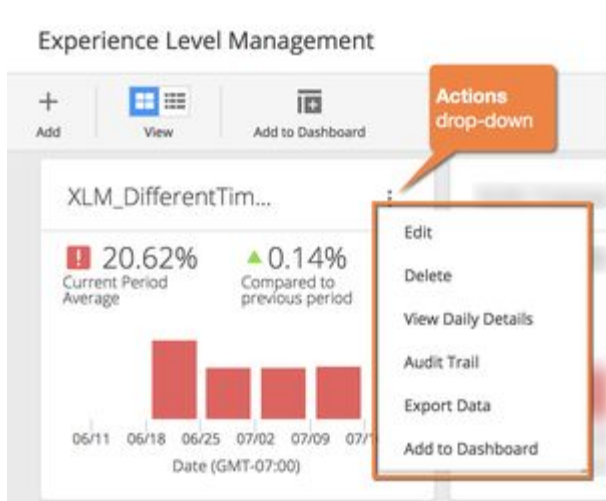 Experience Level Management
Actions
drop-down
Add
View
Add to Dashboard
XLM_DifferentTim...
20.62%
Current Period
Average
0.14%
Compared to
previous period
06/11 06/18 06/25 07/02 07/09
Date (GMT-07:00)
Edit
Delete
View Daily Details
Audit Trail
Export Data
Add to Dashboard